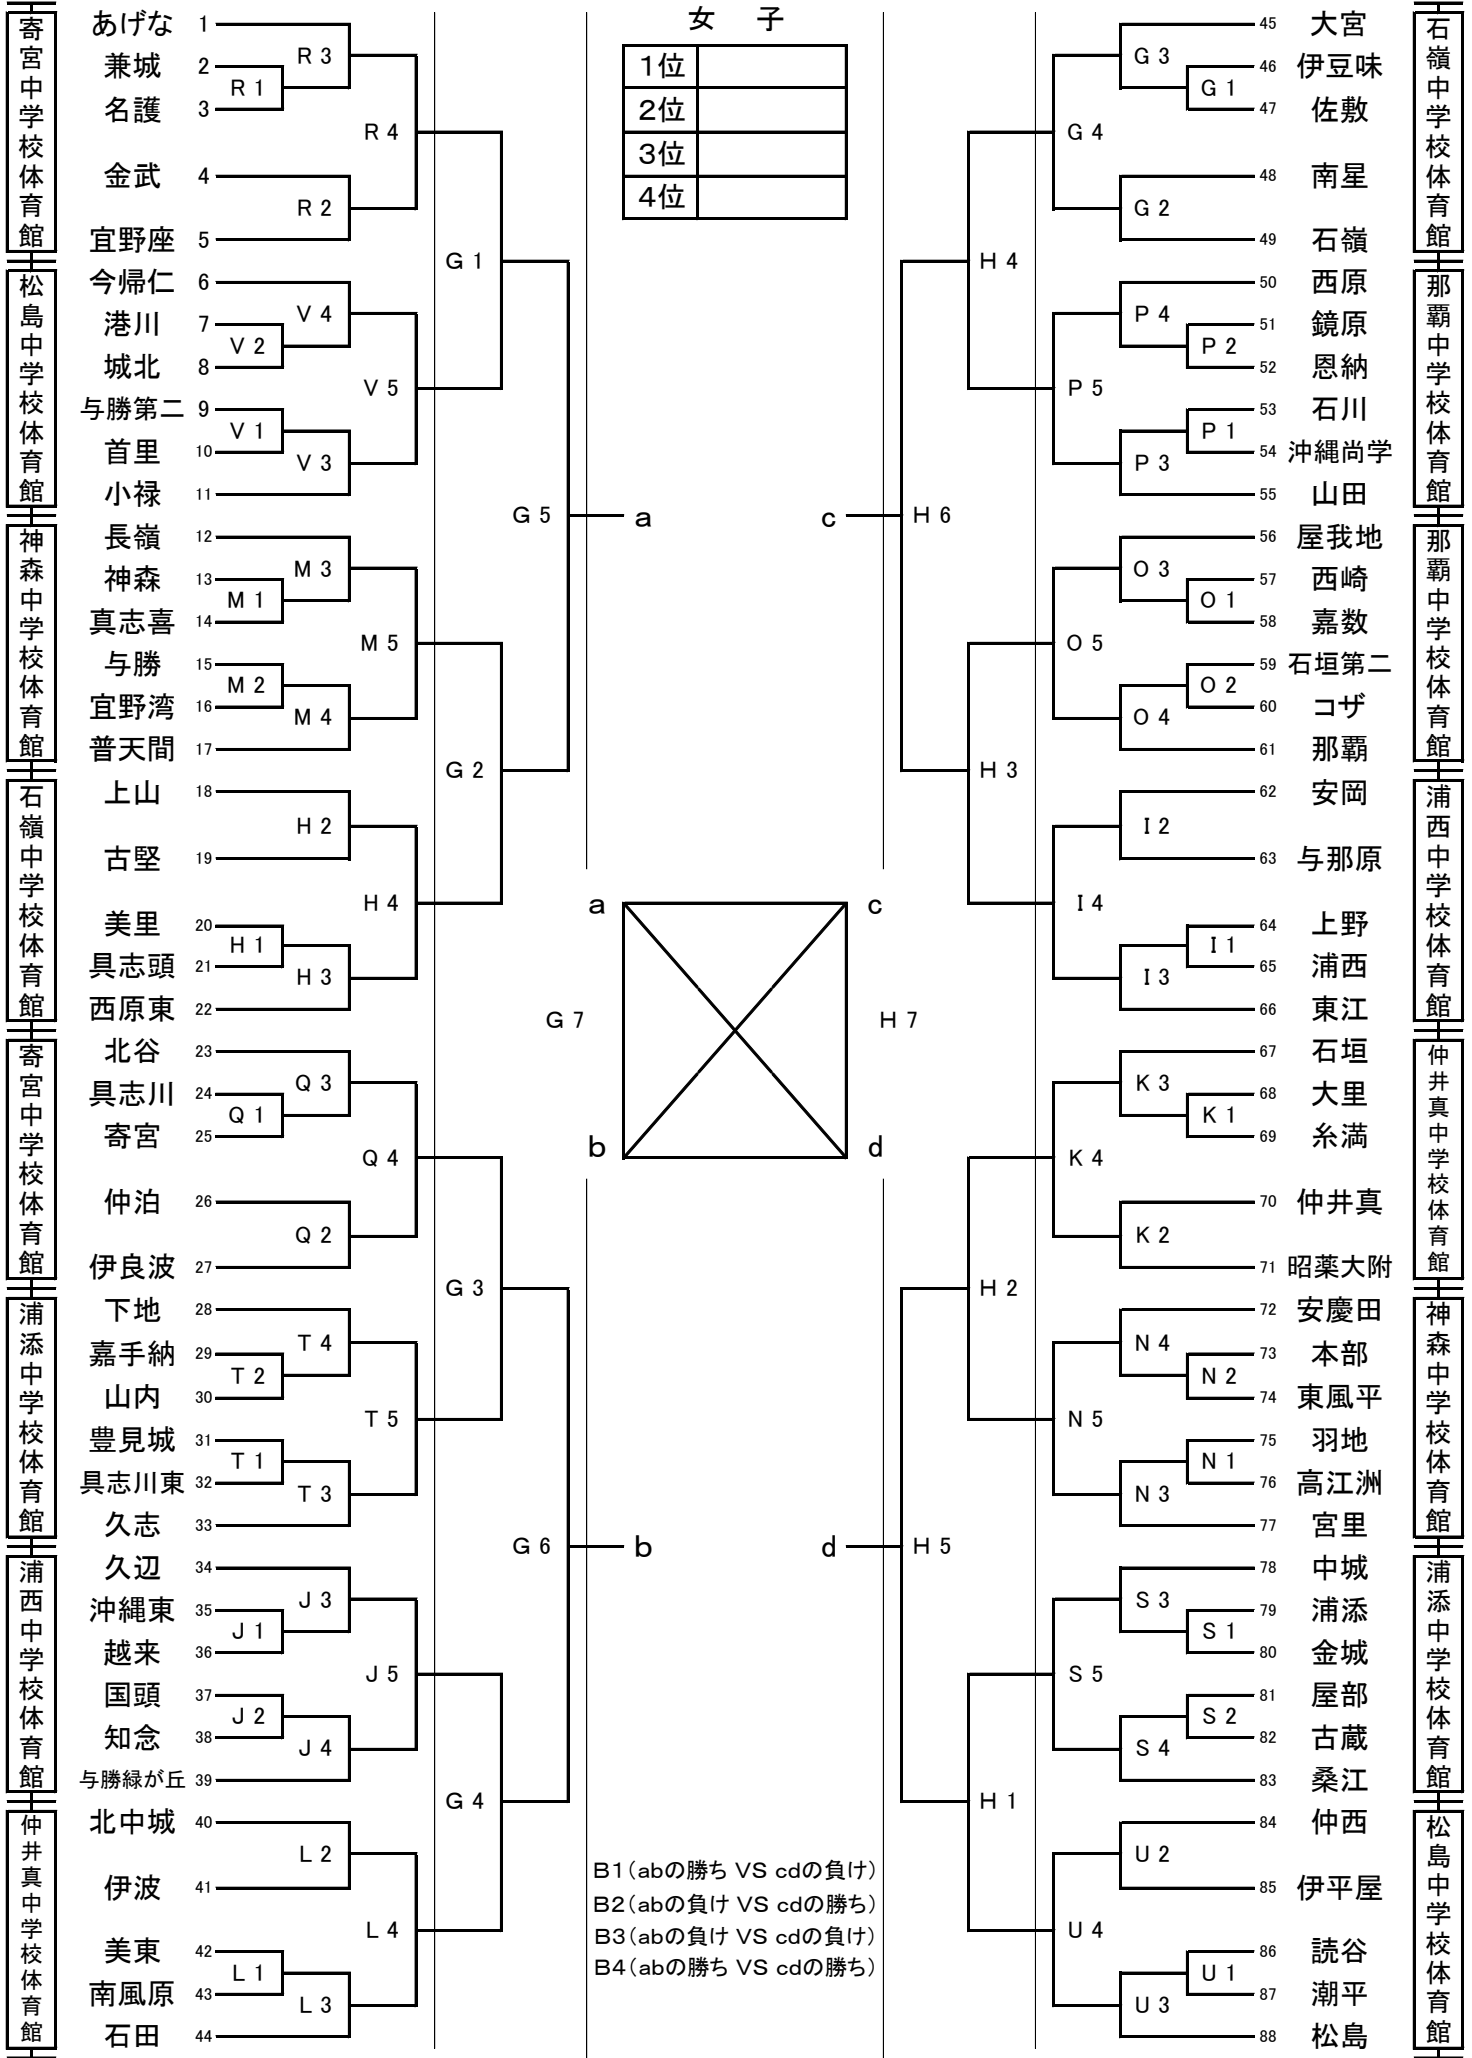 女 子
1位
2位
3位
4位
寄宮中学校体育館
あげな 1
兼城 2
名護 3
金武 4
宜野座 5
R 3
R 1
R 4
R 2
松島中学校体育館
今帰仁 6
港川 7
城北 8
与勝第二 9
首里 10
小禄 11
V 4
V 2
V 5
V 1
V 3
G 1
神森中学校体育館
長嶺 12
神森 13
真志喜 14
与勝 15
宜野湾 16
普天間 17
M 3
M 1
M 5
M 2
M 4
G 5
a
石嶺中学校体育館
上山 18
古堅 19
美里 20
具志頭 21
西原東 22
H 2
H 4
H 1
H 3
G 2
寄宮中学校体育館
北谷 23
具志川 24
寄宮 25
仲泊 26
伊良波 27
Q 3
Q 1
Q 4
Q 2
浦添中学校体育館
下地 28
嘉手納 29
山内 30
豊見城 31
具志川東 32
久志 33
T 4
T 2
T 5
T 1
T 3
G 3
浦西中学校体育館
久辺 34
沖縄東 35
越来 36
国頭 37
知念 38
与勝緑が丘 39
J 3
J 1
J 5
J 2
J 4
G 6
b
仲井真中学校体育館
北中城 40
伊波 41
美東 42
南風原 43
石田 44
L 2
L 4
L 1
L 3
G 4
a
c
G 7
H 7
b
d
B1(abの勝ち VS cdの負け)
B2(abの負け VS cdの勝ち)
B3(abの負け VS cdの負け)
B4(abの勝ち VS cdの勝ち)
石嶺中学校体育館
45 大宮
46 伊豆味
47 佐敷
48 南星
49 石嶺
G 3
G 1
G 4
G 2
那覇中学校体育館
50 西原
51 鏡原
52 恩納
53 石川
54 沖縄尚学
55 山田
P 4
P 2
P 5
P 1
P 3
H 4
那覇中学校体育館
56 屋我地
57 西崎
58 嘉数
59 石垣第二
60 コザ
61 那覇
O 3
O 1
O 5
O 2
O 4
c
H 6
浦西中学校体育館
62 安岡
63 与那原
64 上野
65 浦西
66 東江
I 2
I 4
I 1
I 3
H 3
仲井真中学校体育館
67 石垣
68 大里
69 糸満
70 仲井真
71 昭薬大附
K 3
K 1
K 4
K 2
神森中学校体育館
72 安慶田
73 本部
74 東風平
75 羽地
76 高江洲
77 宮里
N 4
N 2
N 5
N 1
N 3
H 2
浦添中学校体育館
78 中城
79 浦添
80 金城
81 屋部
82 古蔵
83 桑江
S 3
S 1
S 5
S 2
S 4
d
H 5
松島中学校体育館
84 仲西
85 伊平屋
86 読谷
87 潮平
88 松島
U 2
U 4
U 1
U 3
H 1